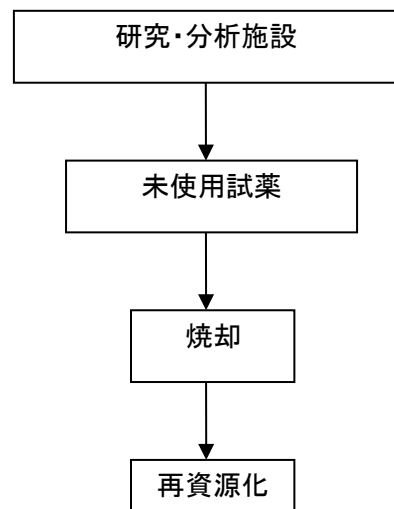 研究・分析施設
未使用試薬
焼却
再資源化